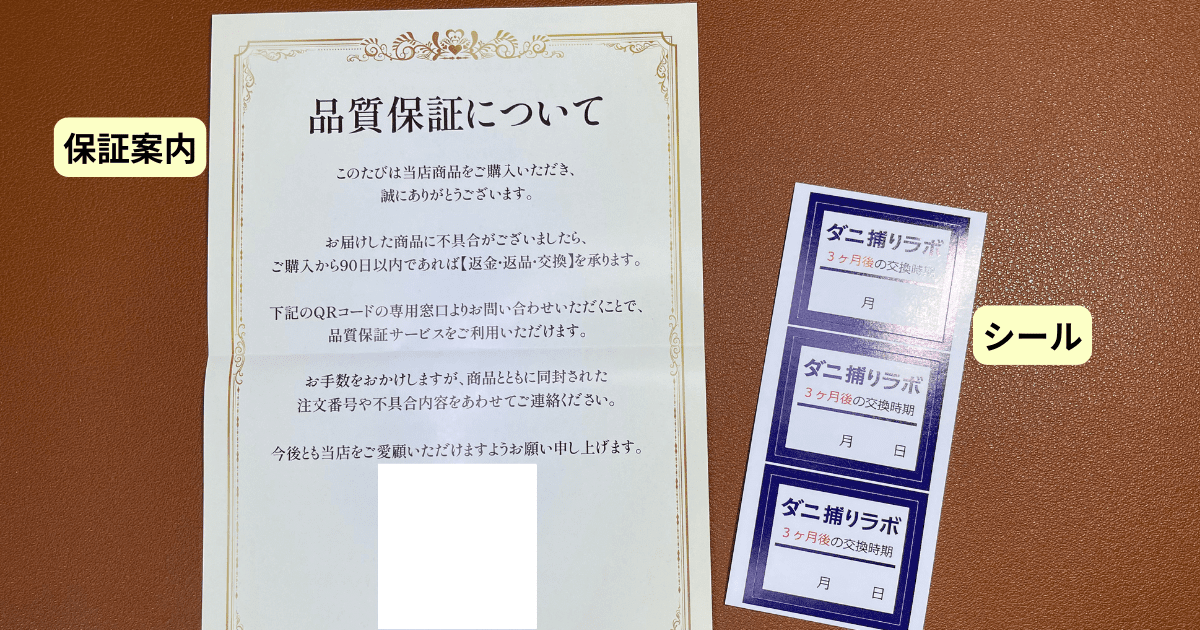 保証案内
品質保証について
このたびは当店商品をご購入いただき、
誠にありがとうございます。
お届けした商品に不具合がございましたら、
ご購入から90日以内であれば【返金・返品・交換】を承ります。
下記のQRコードの専用窓口よりお問い合わせいただくことで、
品質保証サービスをご利用いただけます。
お手数をおかけしますが、商品とともに同封された
注文番号や不具合内容をあわせてご連絡ください。
今後とも当店をご愛顧いただけますようお願い申し上げます。
シール
ダニ捕りラボ
3ヶ月後の交換時期
月
ダニ捕りラボ
3ヶ月後の交換時期
月 日
ダニ捕りラボ
3ヶ月後の交換時期
月 日